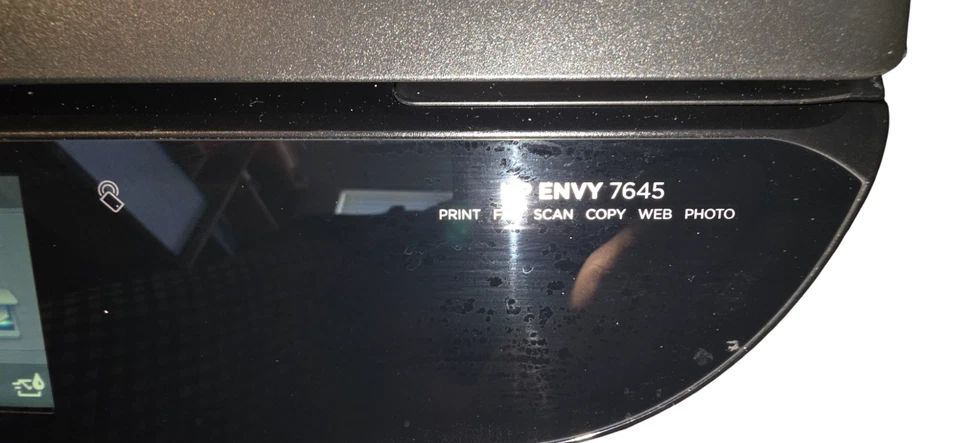 ENVY 7645
PRINT SCAN COPY WEB PHOTO